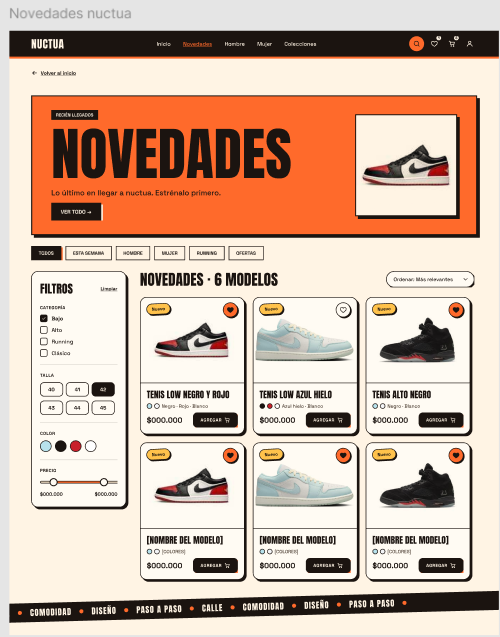 Novedades nuctua
NUCTUA Inicio Novedades Hombre Mujer Colecciones
← Volver al inicio
RECIÉN LLEGADOS
NOVEDADES
Lo último en llegar a nuctua. Estrénalo primero.
VER TODO →
TODOS ESTA SEMANA HOMBRE MUJER RUNNING OFERTAS
FILTROS Limpiar
CATEGORÍA
Bajo
Alto
Running
Clásico
TALLA
40 41 42
43 44 45
COLOR
PRECIO
$000.000 $000.000
NOVEDADES · 6 MODELOS
Ordenar: Más relevantes
Nuevo
TENIS LOW NEGRO Y ROJO
Negro · Rojo · Blanco
$000.000 AGREGAR
Nuevo
TENIS LOW AZUL HIELO
Azul hielo · Blanco
$000.000 AGREGAR
Nuevo
TENIS ALTO NEGRO
Negro · Blanco
$000.000 AGREGAR
Nuevo
[NOMBRE DEL MODELO]
[COLORES]
$000.000 AGREGAR
Nuevo
[NOMBRE DEL MODELO]
[COLORES]
$000.000 AGREGAR
Nuevo
[NOMBRE DEL MODELO]
[COLORES]
$000.000 AGREGAR
COMODIDAD • DISEÑO • PASO A PASO • CALLE • COMODIDAD • DISEÑO • PASO A PASO